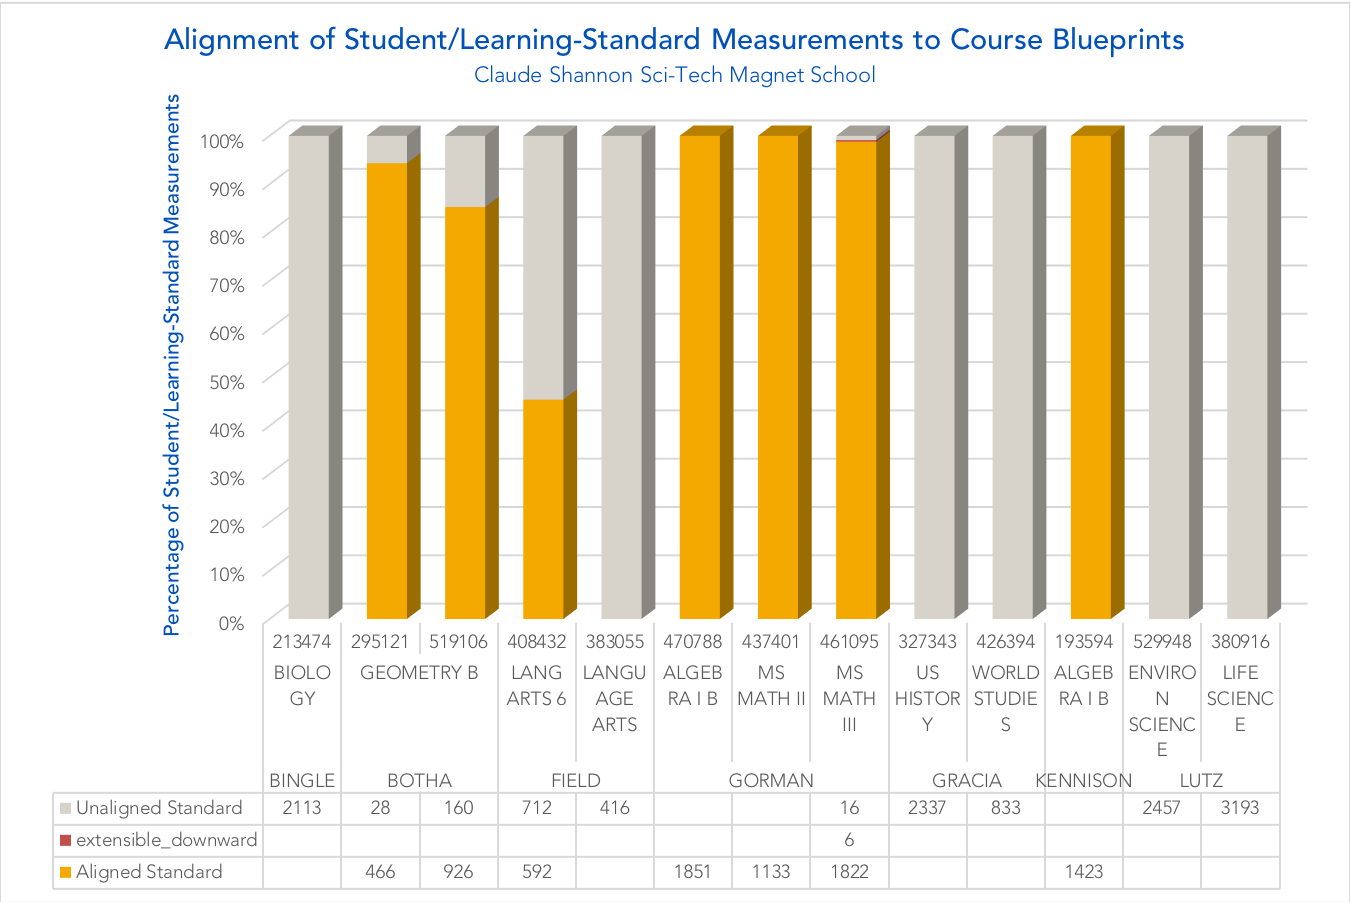 Alignment of Student/Learning-Standard Measurements to Course Blueprints
Claude Shannon Sci-Tech Magnet School
Percentage of Student/Learning-Standard Measurements
100%
90%
80%
70%
60%
50%
40%
30%
20%
10%
0%
213474 295121 519106 408432 383055 470788 437401 461095 327343 426394 193594 529948 380916
BIOLO GEOMETRY B LANG LANGU ALGEB MS MS US WORLD ALGEB ENVIRO LIFE
GY ARTS 6 AGE RA I B MATH II MATH HISTOR STUDIE RA I B N SCIENC
ARTS III Y S SCIENC E
E
BINGLE BOTHA FIELD GORMAN GRACIA KENNISON LUTZ
Unaligned Standard 2113 28 160 712 416 16 2337 833 2457 3193
extensible_downward 6
Aligned Standard 466 926 592 1851 1133 1822 1423